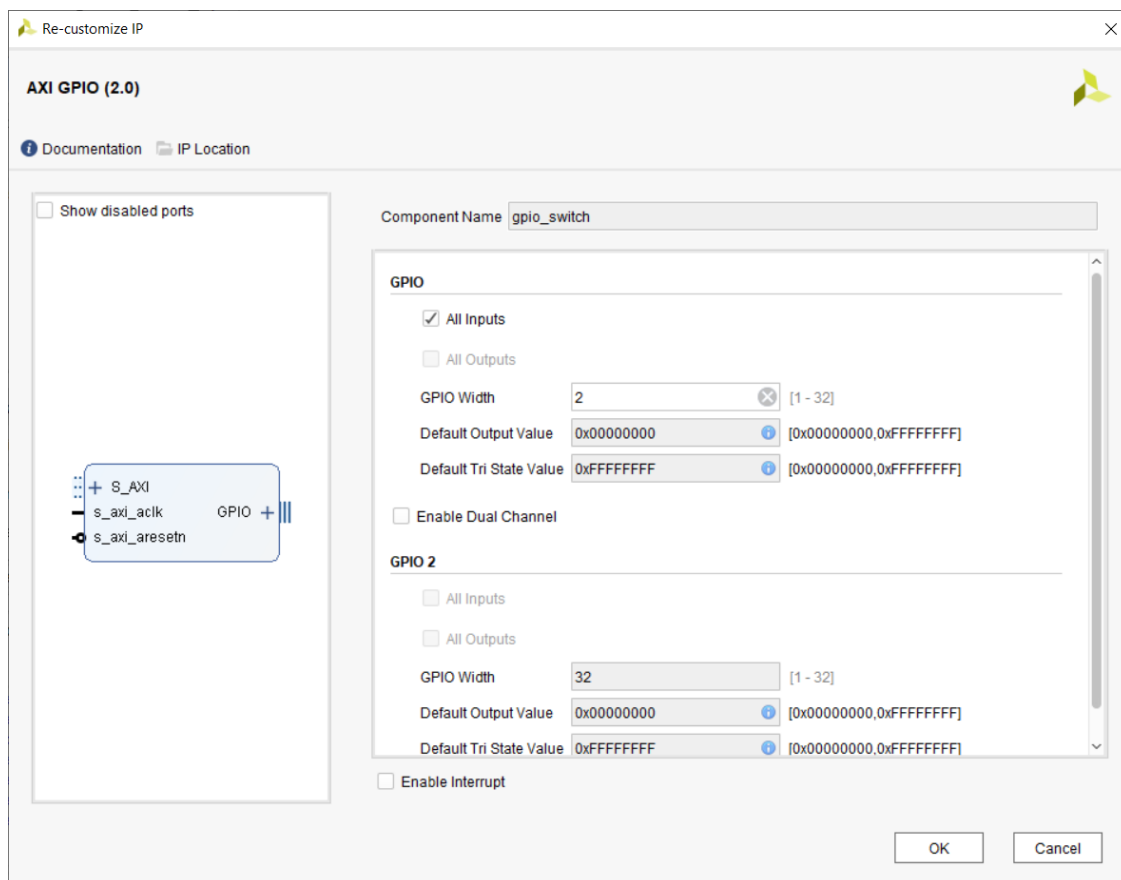 Re-customize IP
AXI GPIO (2.0)
Documentation IP Location
Show disabled ports
S_AXI
s_axi_aclk GPIO
s_axi_aresetn
Component Name gpio_switch
GPIO
All Inputs
All Outputs
GPIO Width 2 [1 - 32]
Default Output Value 0x00000000 [0x00000000,0xFFFFFFFF]
Default Tri State Value 0xFFFFFFFF [0x00000000,0xFFFFFFFF]
Enable Dual Channel
GPIO 2
All Inputs
All Outputs
GPIO Width 32 [1 - 32]
Default Output Value 0x00000000 [0x00000000,0xFFFFFFFF]
Default Tri State Value 0xFFFFFFFF [0x00000000,0xFFFFFFFF]
Enable Interrupt
OK Cancel